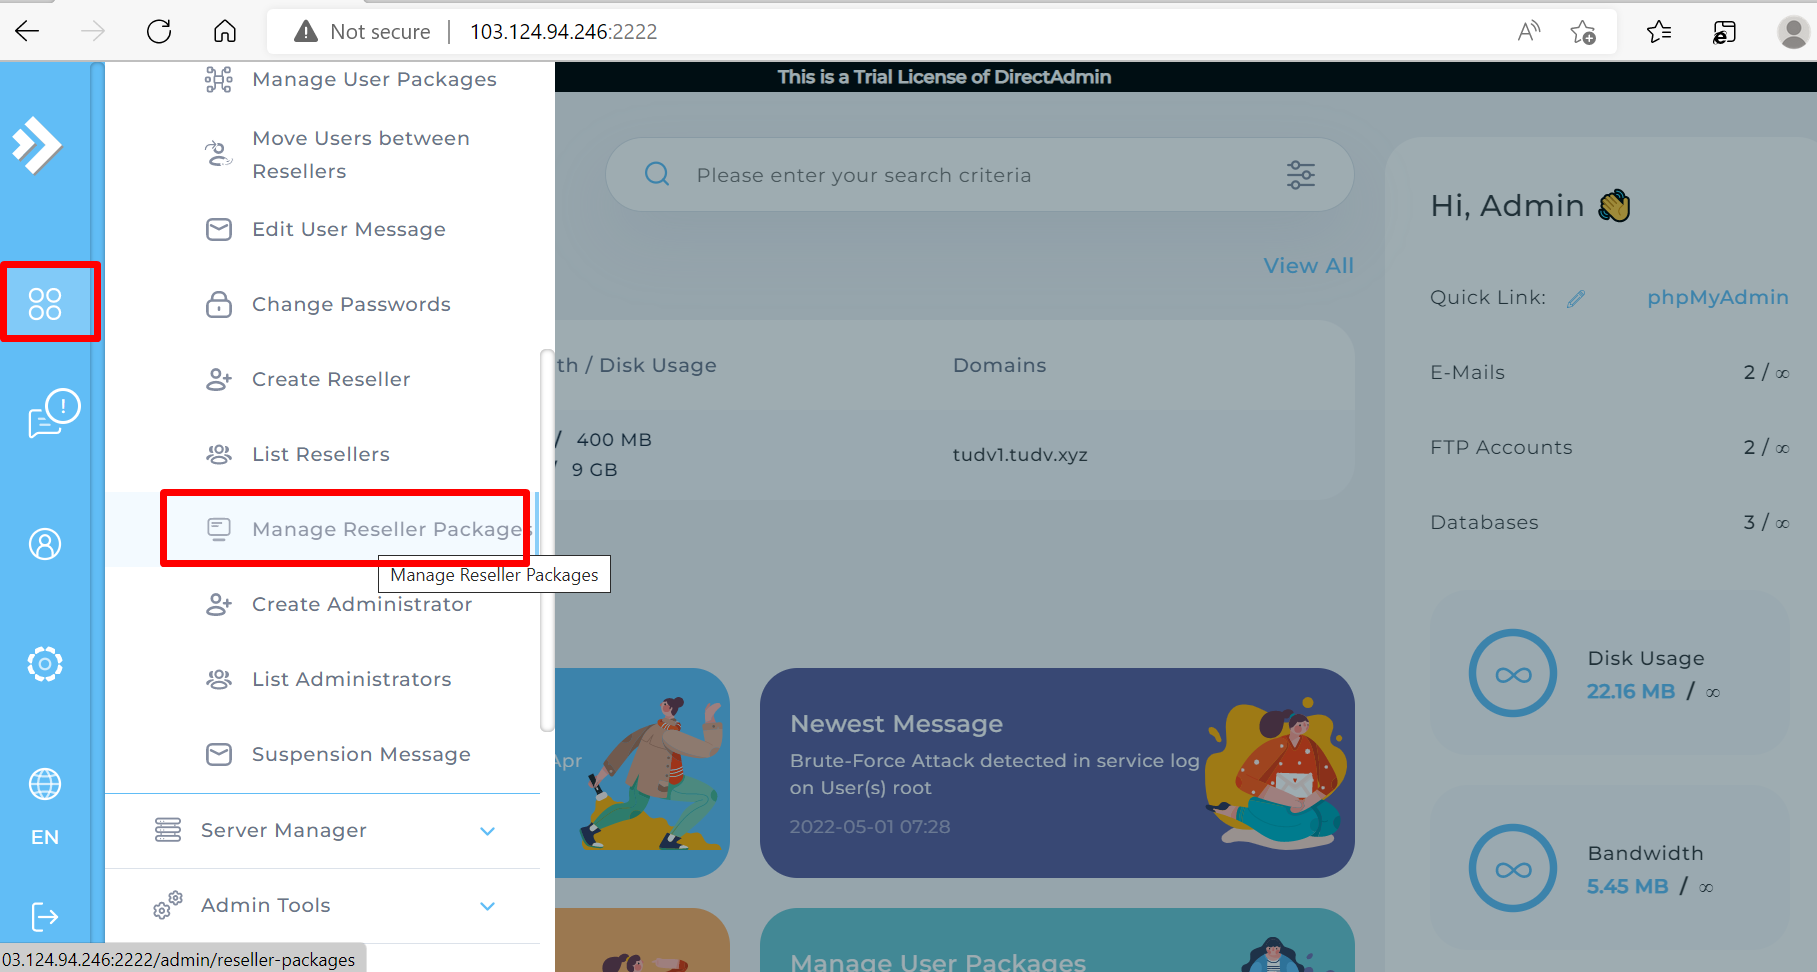 Not secure
103.124.94.246:2222
This is a Trial License of DirectAdmin
Manage User Packages
Move Users between
Resellers
Edit User Message
Change Passwords
Create Reseller
List Resellers
Manage Reseller Packages
Manage Reseller Packages
Create Administrator
List Administrators
Suspension Message
Server Manager
Admin Tools
EN
03.124.94.246:2222/admin/reseller-packages
Please enter your search criteria
View All
th / Disk Usage
Domains
/ 400 MB
/ 9 GB
tudv1.tudv.xyz
Apr
Newest Message
Brute-Force Attack detected in service log
on User(s) root
2022-05-01 07:28
Manage User Packages
Hi, Admin 👋
Quick Link:
phpMyAdmin
E-Mails
2 / ∞
FTP Accounts
2 / ∞
Databases
3 / ∞
Disk Usage
22.16 MB / ∞
Bandwidth
5.45 MB / ∞